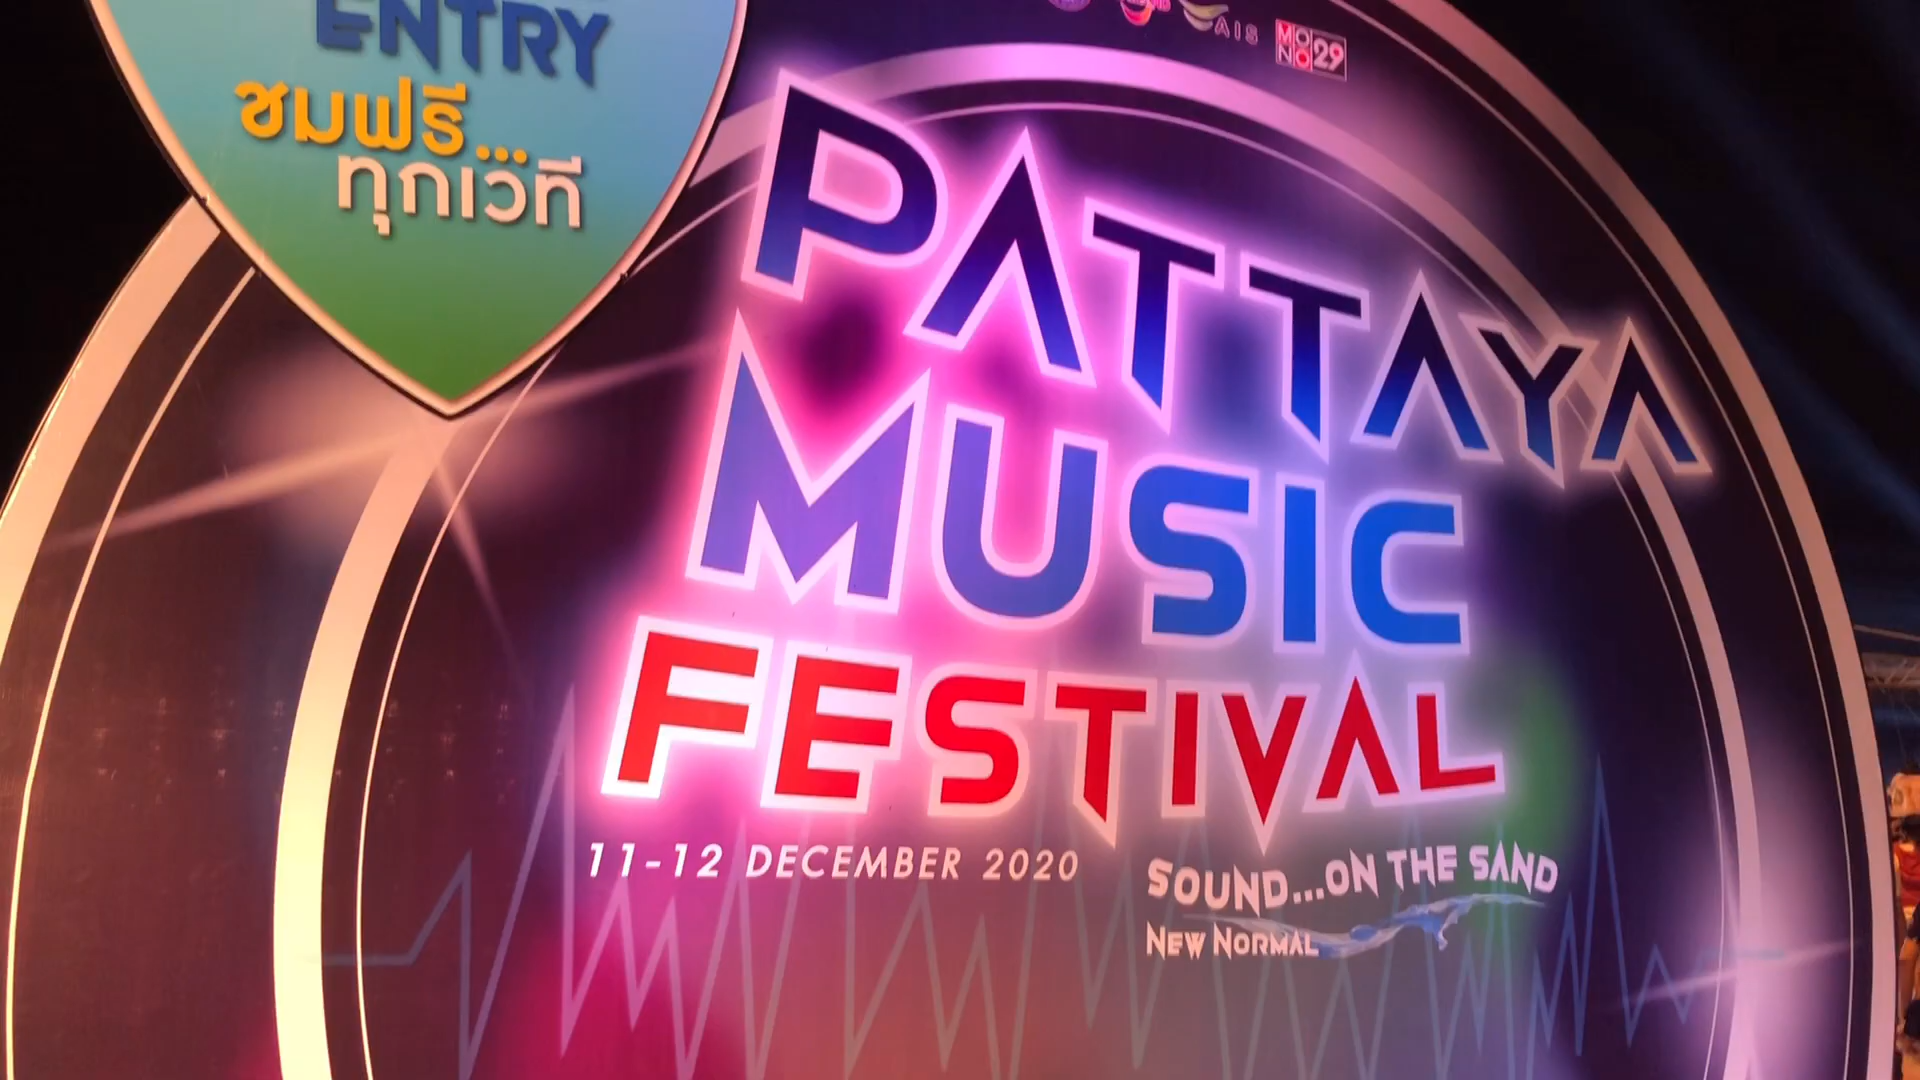 ENTRY
ชมฟรี...
ทุกเวที
AIS
MONO29
PATTAYA
MUSIC
FESTIVAL
11-12 DECEMBER 2020
SOUND...ON THE SAND
NEW NORMAL